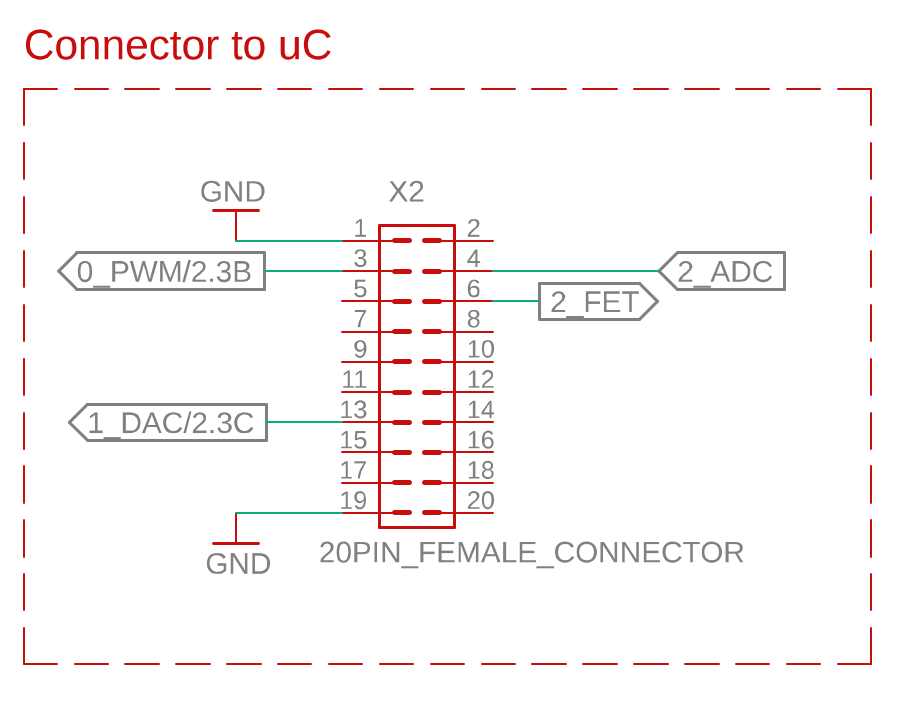 Connector to uC
GND X2
1 2
3 4
0_PWM/2.3B 2_ADC
5 6
2_FET
7 8
9 10
11 12
13 14
1_DAC/2.3C
15 16
17 18
19 20
GND 20PIN_FEMALE_CONNECTOR